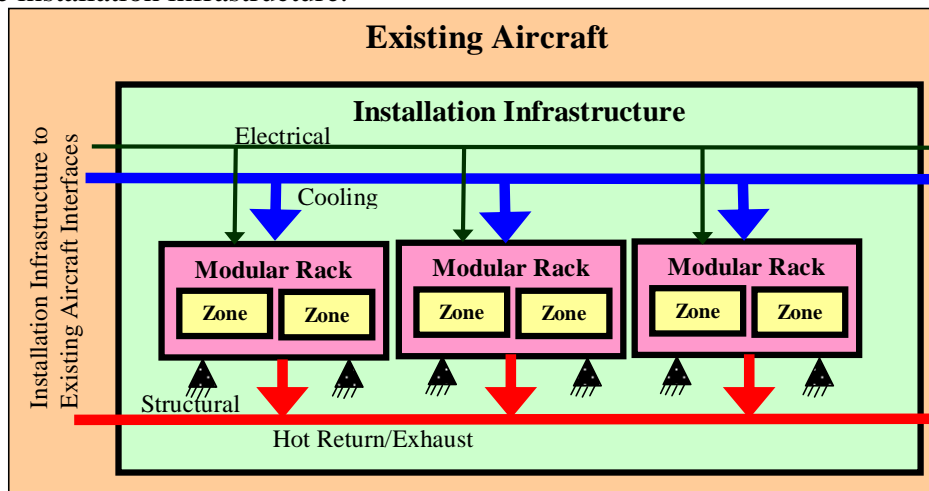 Existing Aircraft
Installation Infrastructure
Electrical
Cooling
Installation Infrastructure to
Existing Aircraft Interfaces
Modular Rack
Zone
Zone
Modular Rack
Zone
Zone
Modular Rack
Zone
Zone
Structural
Hot Return/Exhaust